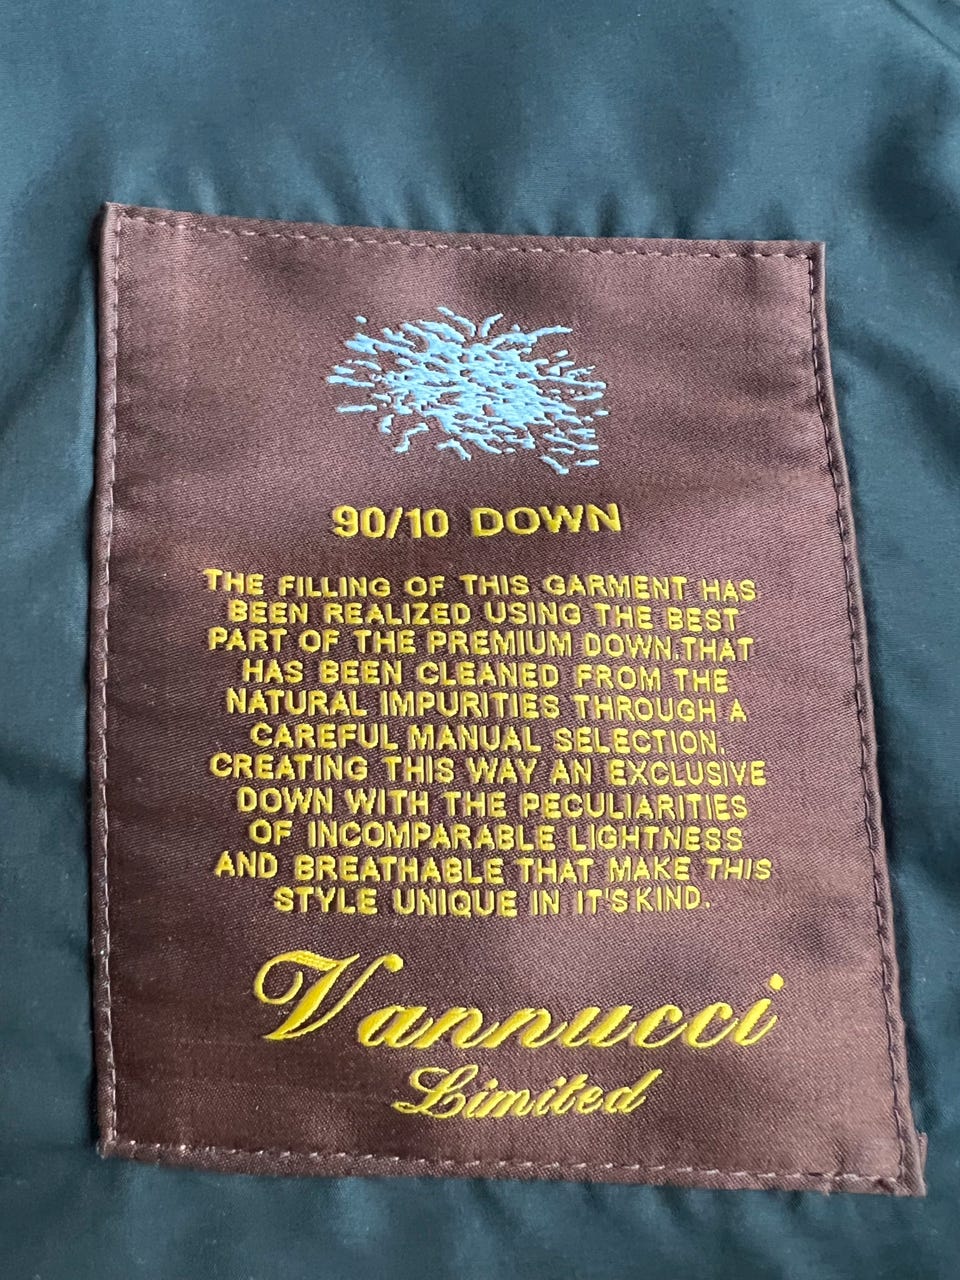 90/10 DOWN
THE FILLING OF THIS GARMENT HAS
BEEN REALIZED USING THE BEST
PART OF THE PREMIUM DOWN.THAT
HAS BEEN CLEANED FROM THE
NATURAL IMPURITIES THROUGH A
CAREFUL MANUAL SELECTION.
CREATING THIS WAY AN EXCLUSIVE
DOWN WITH THE PECULIARITIES
OF INCOMPARABLE LIGHTNESS
AND BREATHABLE THAT MAKE THIS
STYLE UNIQUE IN IT'S KIND.
Vannucci
Limited